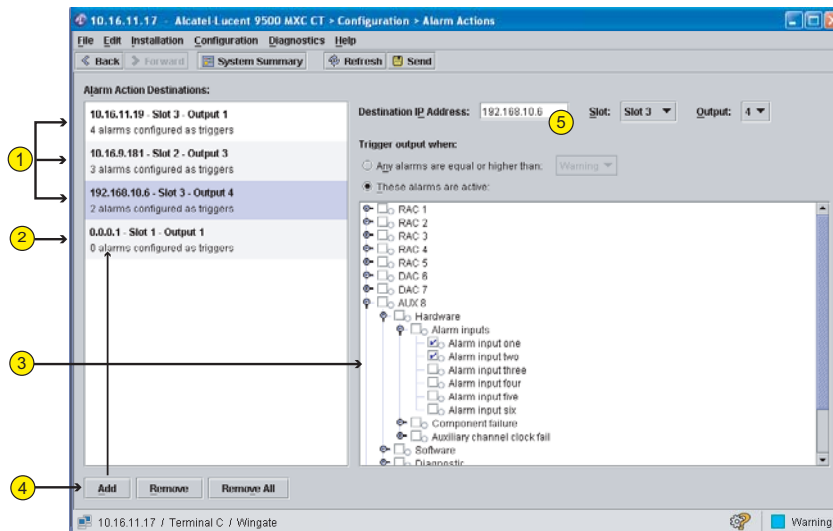 10.16.11.17 - Alcatel-Lucent 9500 MXC CT > Configuration > Alarm Actions
File Edit Installation Configuration Diagnostics Help
Back Forward System Summary Refresh Send
Alarm Action Destinations:
10.16.11.19 - Slot 3 - Output 1
4 alarms configured as triggers
10.16.9.181 - Slot 2 - Output 3
3 alarms configured as triggers
192.168.10.6 - Slot 3 - Output 4
2 alarms configured as triggers
0.0.0.1 - Slot 1 - Output 1
0 alarms configured as triggers
1
2
3
4
Add Remove Remove All
Destination IP Address: 192.168.10.6 5 Slot: Slot 3 Output: 4
Trigger output when:
Any alarms are equal or higher than: Warning
These alarms are active:
RAC 1
RAC 2
RAC 3
RAC 4
RAC 5
DAC 6
DAC 7
AUX 8
Hardware
Alarm inputs
Alarm input one
Alarm input two
Alarm input three
Alarm input four
Alarm input five
Alarm input six
Component failure
Auxiliary channel clock fail
Software
Diagnostic
10.16.11.17 / Terminal C / Wingate
Warning